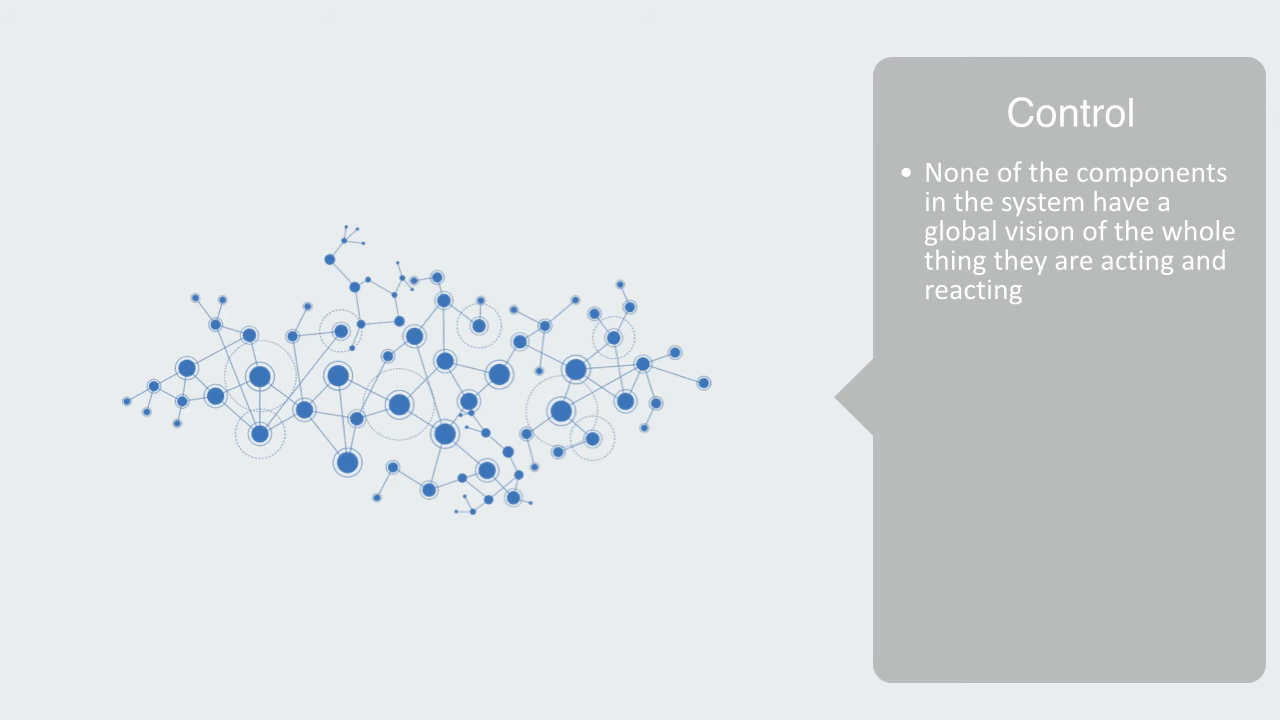 Control
• None of the components
in the system have a
global vision of the whole
thing they are acting and
reacting